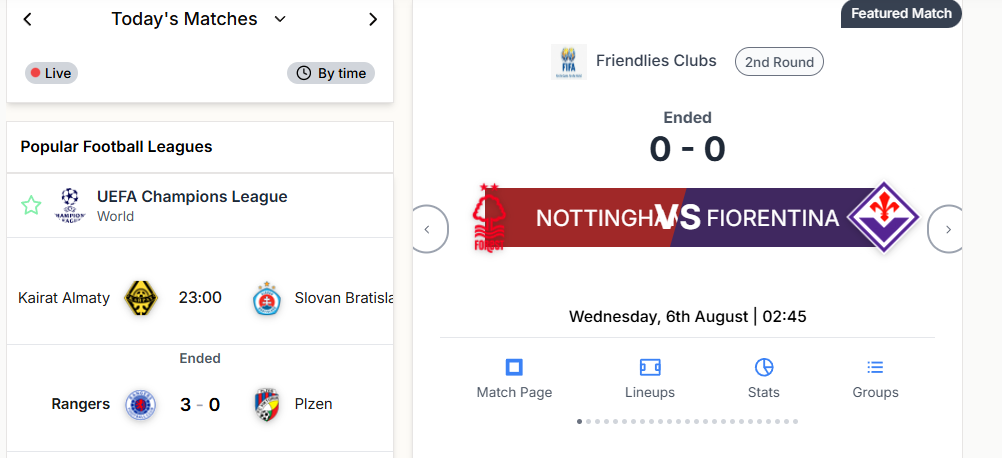 Today's Matches
Live
By time
Popular Football Leagues
UEFA Champions League
World
Kairat Almaty
23:00
Slovan Bratisla
Ended
Rangers
3 - 0
Plzen
Featured Match
FIFA
Friendlies Clubs
2nd Round
Ended
0 - 0
NOTTINGHA
VS
FIORENTINA
Wednesday, 6th August | 02:45
Match Page
Lineups
Stats
Groups